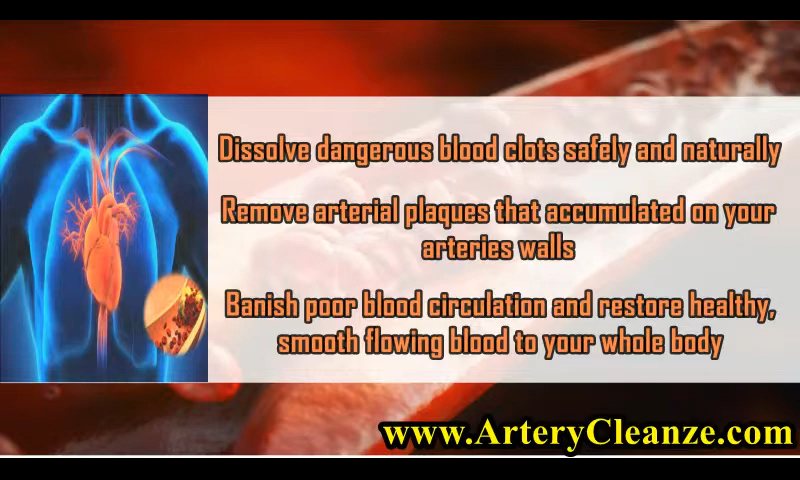 Dissolve dangerous blood clots safely and naturally
Remove arterial plaques that accumulated on your
arteries walls
Banish poor blood circulation and restore healthy,
smooth flowing blood to your whole body
www.ArteryCleanze.com